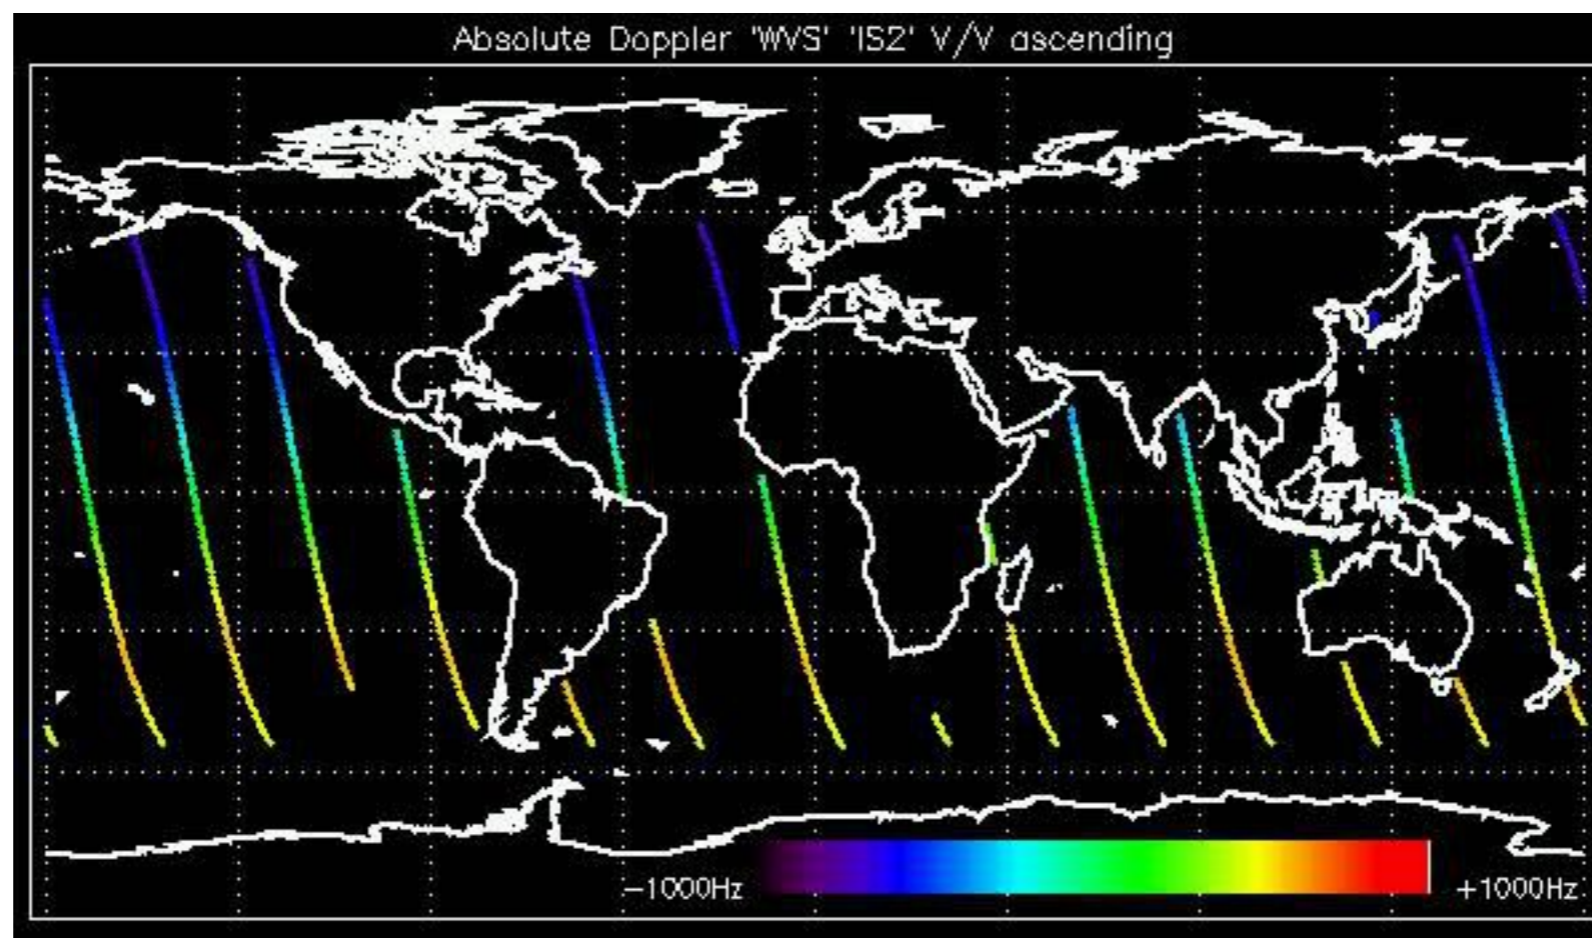 Absolute Doppler 'WVS' 'IS2' V/V ascending
−1000Hz +1000Hz